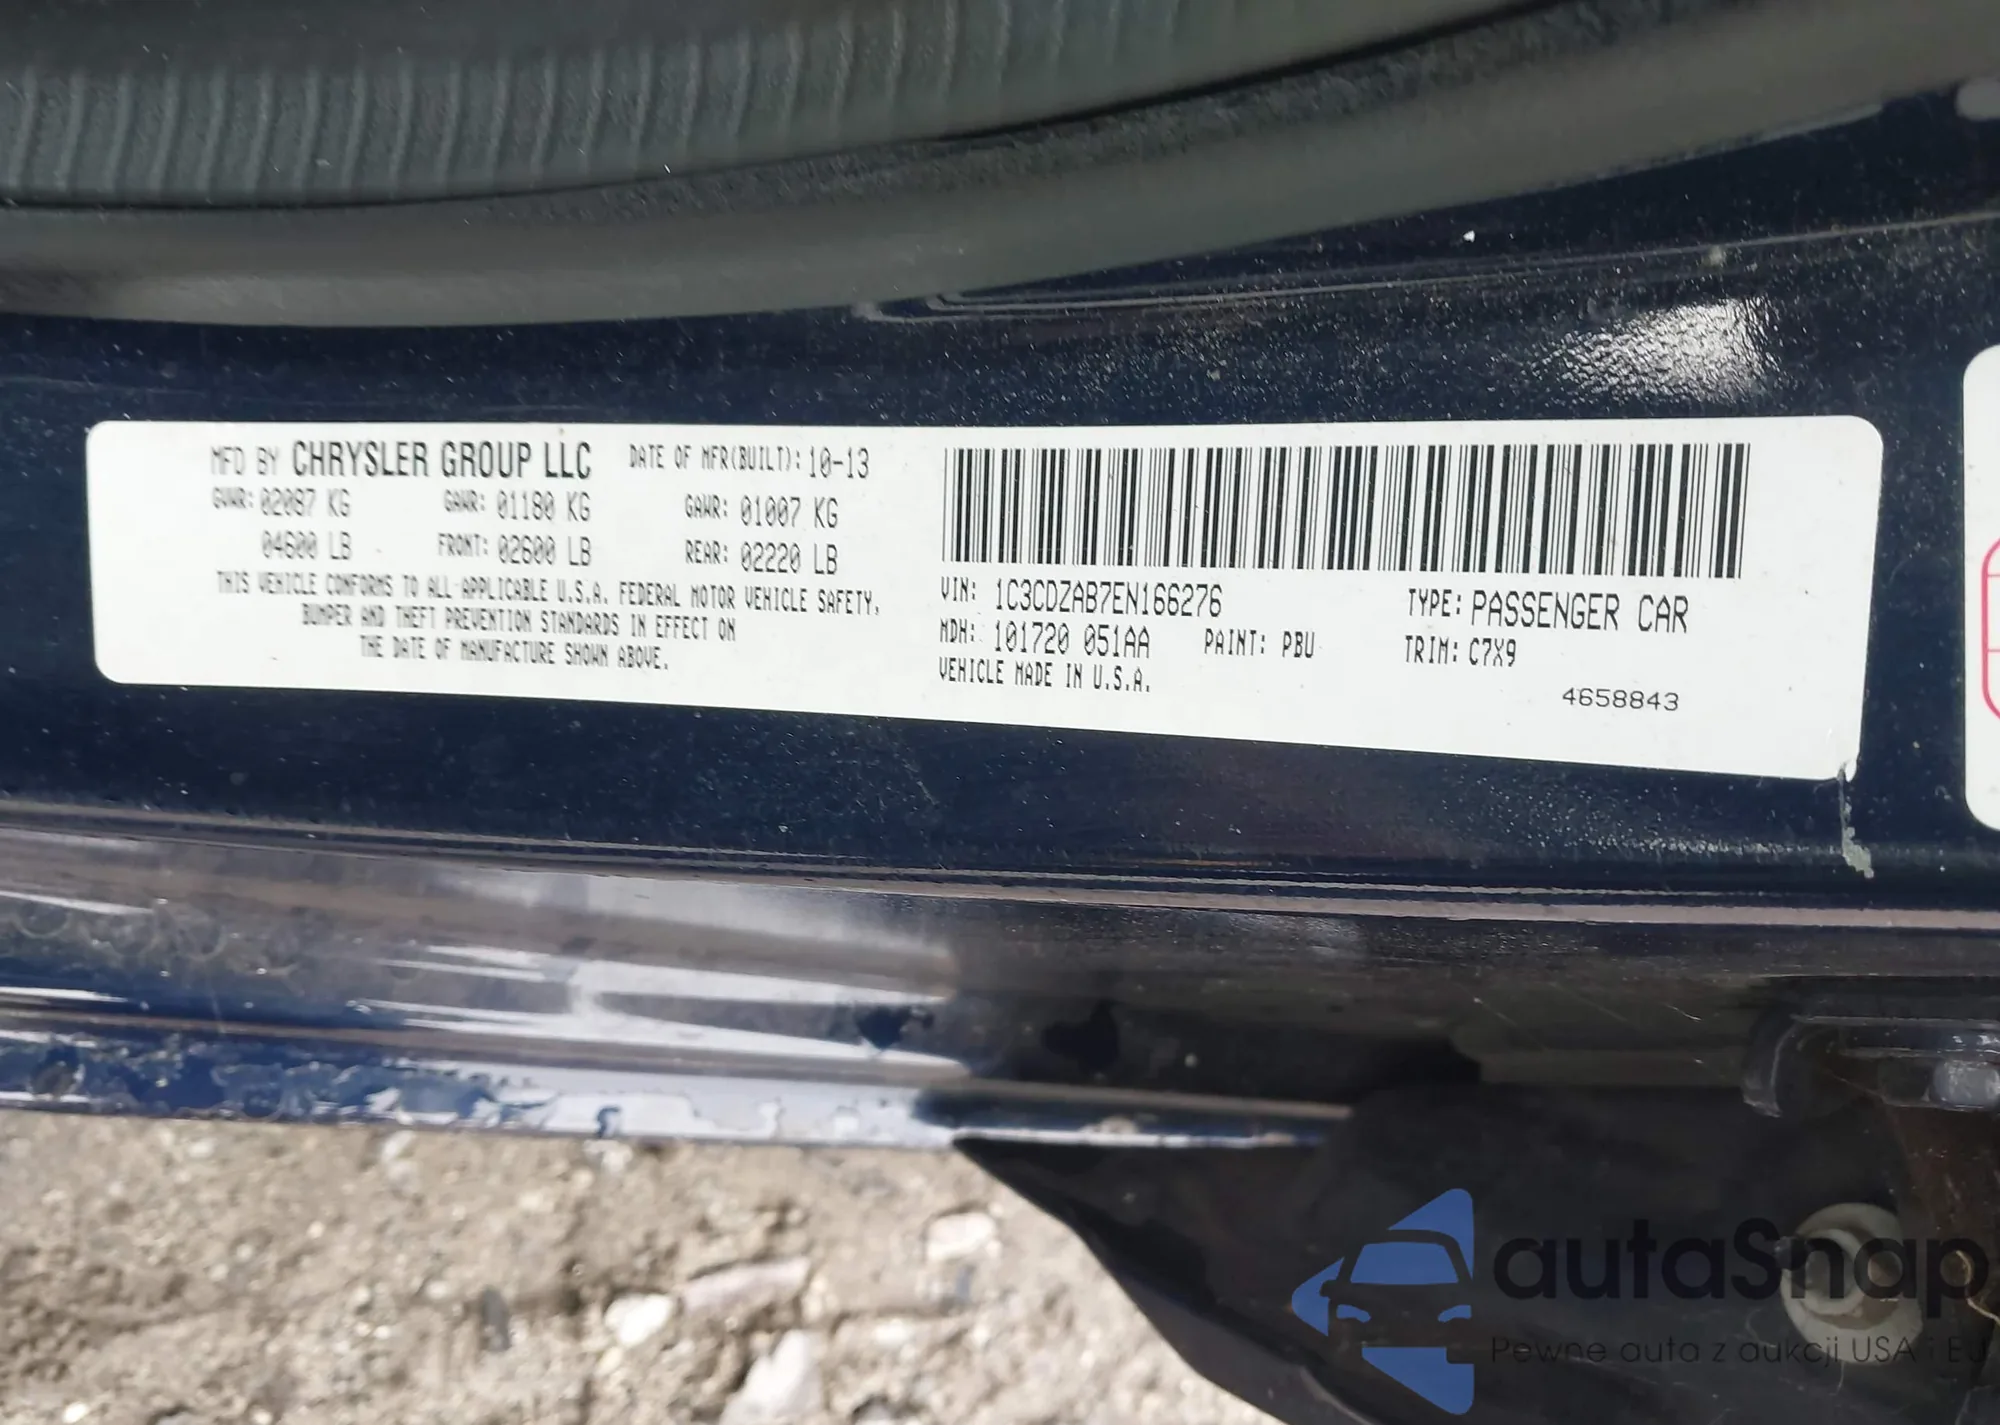 MFD BY CHRYSLER GROUP LLC DATE OF MFR(BUILT): 10-13
GVWR: 02087 KG GAWR: 01180 KG GAWR: 01007 KG
04600 LB FRONT: 02600 LB REAR: 02220 LB
THIS VEHICLE CONFORMS TO ALL APPLICABLE U.S.A. FEDERAL MOTOR VEHICLE SAFETY,
BUMPER AND THEFT PREVENTION STANDARDS IN EFFECT ON
THE DATE OF MANUFACTURE SHOWN ABOVE.
VIN: 1C3CDZAB7EN166276 TYPE: PASSENGER CAR
MDH: 101720 051AA PAINT: PBU TRIM: C7X9
VEHICLE MADE IN U.S.A.
4658843
autaSnap
Pewne auta z aukcji USA i EU